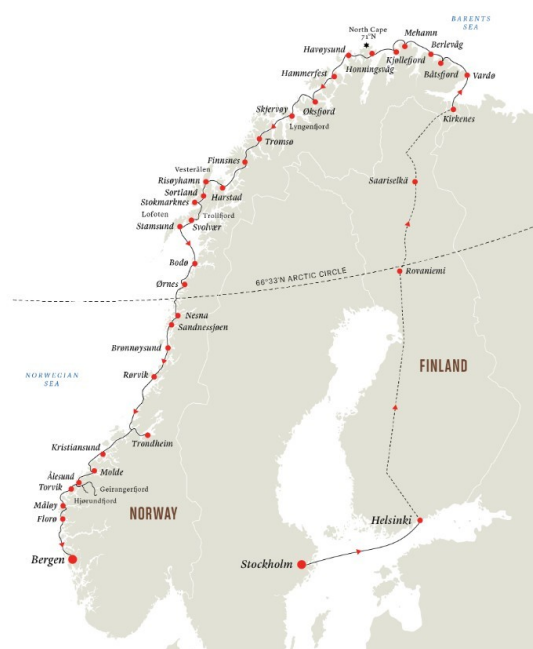 BARENTS
SEA
North Cape
71°N
Mehamn
Berlevåg
Havøysund
Kjøllefjord
Honningsvåg
Båtsfjord
Vardø
Hammerfest
Øksfjord
Kirkenes
Skjervøy
Lyngenfjord
Tromsø
Finnsnes
Vesterålen
Risøyhamn
Saariselkä
Harstad
Sortland
Stokmarknes
Lofoten
Trollfjord
Stamsund
Svolvær
Bodø
66°33'N ARCTIC CIRCLE
Rovaniemi
Ørnes
Nesna
Sandnessjøen
Brønnøysund
NORWEGIAN
SEA
Rørvik
FINLAND
Trondheim
Kristiansund
Molde
Ålesund
Torvik
Geirangerfjord
Hjørundfjord
Måløy
Florø
NORWAY
Helsinki
Bergen
Stockholm